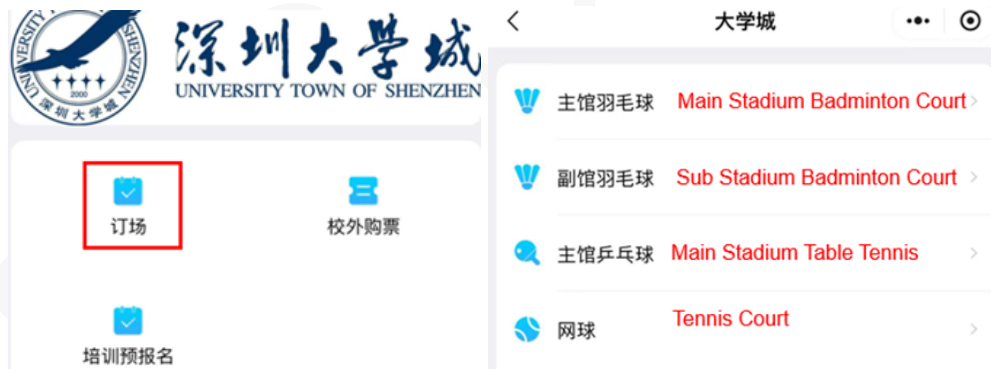 深圳大学城
UNIVERSITY TOWN OF SHENZHEN
2000
深圳大学城
订场
校外购票
培训预报名
大学城
主馆羽毛球 Main Stadium Badminton Court
副馆羽毛球 Sub Stadium Badminton Court
主馆乒乓球 Main Stadium Table Tennis
网球 Tennis Court